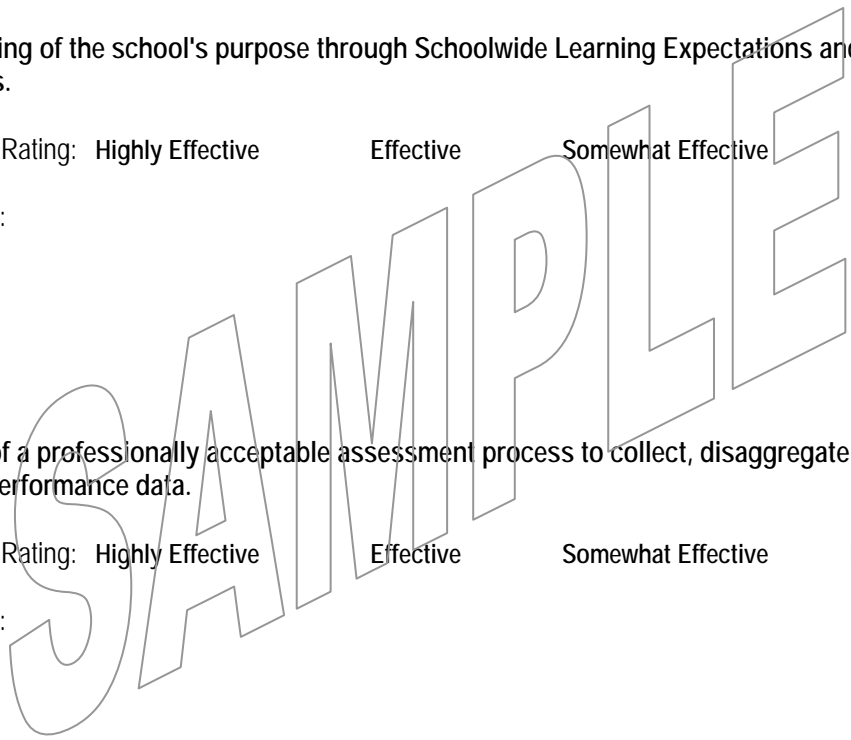 ing of the school's purpose through Schoolwide Learning Expectations and
s.
Rating: Highly Effective Effective Somewhat Effective
:
of a professionally acceptable assessment process to collect, disaggregate
erformance data.
Rating: Highly Effective Effective Somewhat Effective
:
SAMPLE